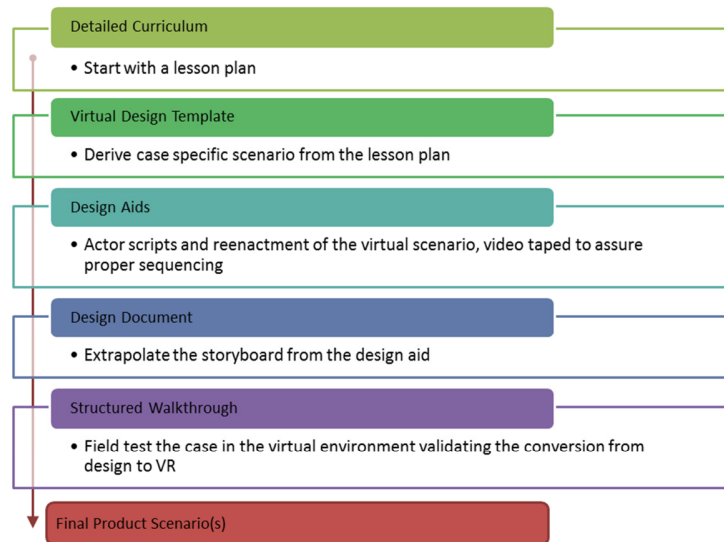 Detailed Curriculum
• Start with a lesson plan
Virtual Design Template
• Derive case specific scenario from the lesson plan
Design Aids
• Actor scripts and reenactment of the virtual scenario, video taped to assure
proper sequencing
Design Document
• Extrapolate the storyboard from the design aid
Structured Walkthrough
• Field test the case in the virtual environment validating the conversion from
design to VR
Final Product Scenario(s)